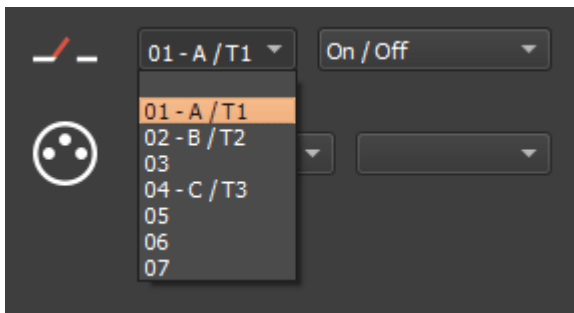 01 - A / T1 On / Off
01 - A / T1
02 - B / T2
03
04 - C / T3
05
06
07